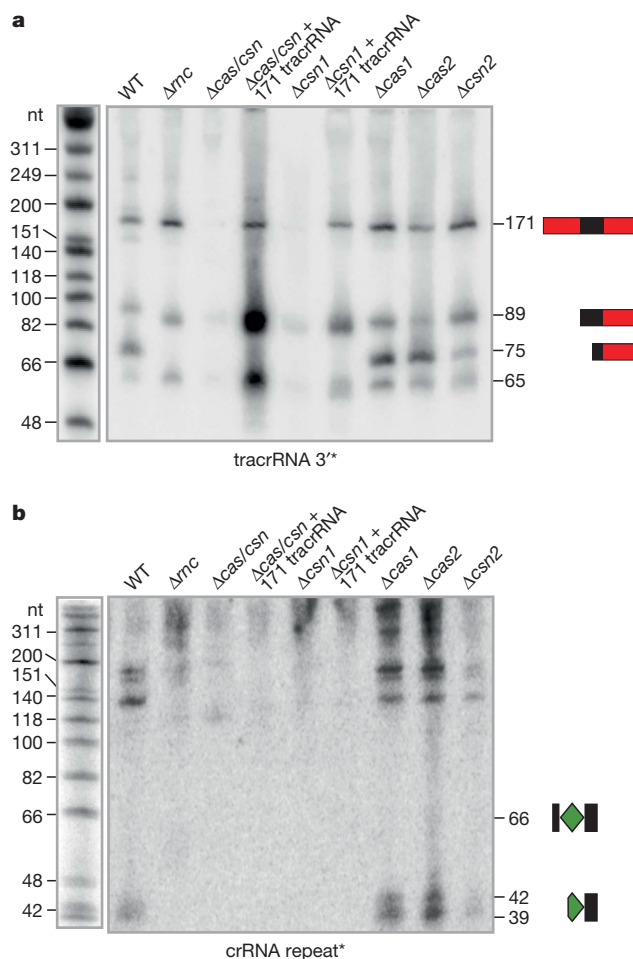 a
WT
Δrnc
Δcas/csn
Δcas/csn +
171 tracrRNA
Δcsn1
Δcsn1 +
171 tracrRNA
Δcas1
Δcas2
Δcsn2
nt
311
249
200
151
140
118
100
82
66
48
171
89
75
65
tracrRNA 3′*
b
WT
Δrnc
Δcas/csn
Δcas/csn +
171 tracrRNA
Δcsn1
Δcsn1 +
171 tracrRNA
Δcas1
Δcas2
Δcsn2
nt
311
200
151
140
118
100
82
66
48
42
66
42
39
crRNA repeat*